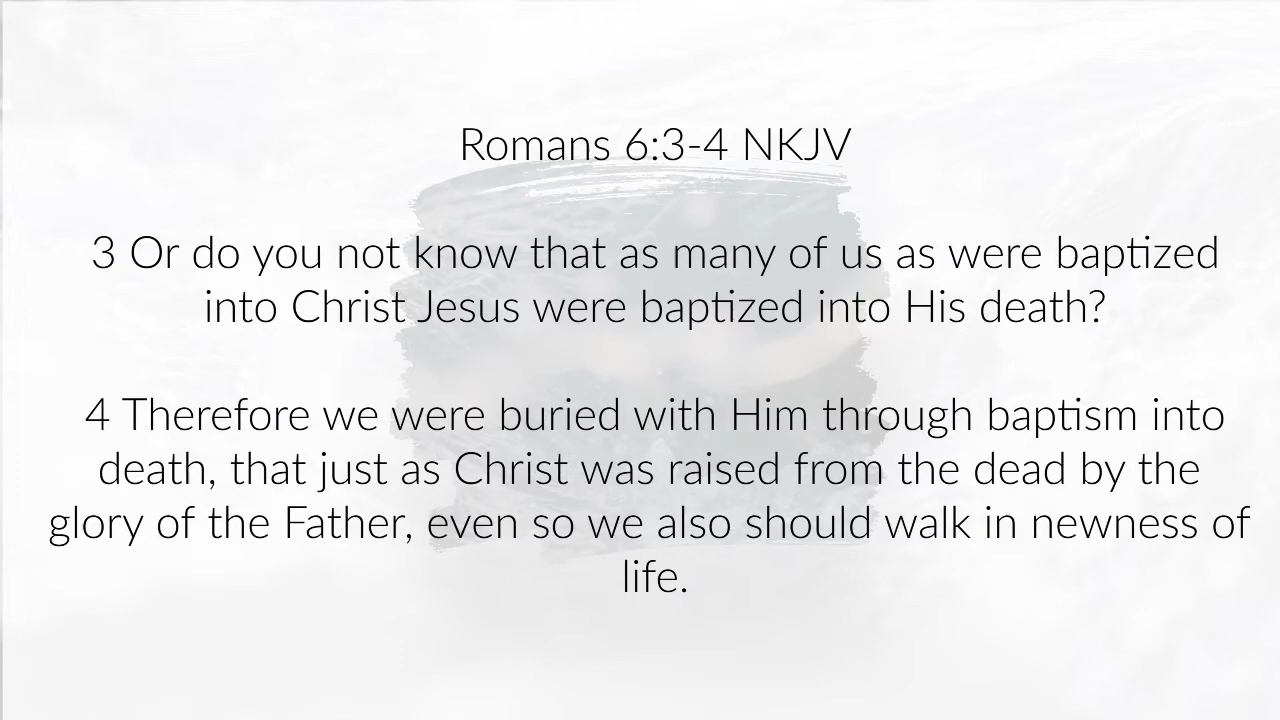 Romans 6:3-4 NKJV
3 Or do you not know that as many of us as were baptized
into Christ Jesus were baptized into His death?
4 Therefore we were buried with Him through baptism into
death, that just as Christ was raised from the dead by the
glory of the Father, even so we also should walk in newness of
life.